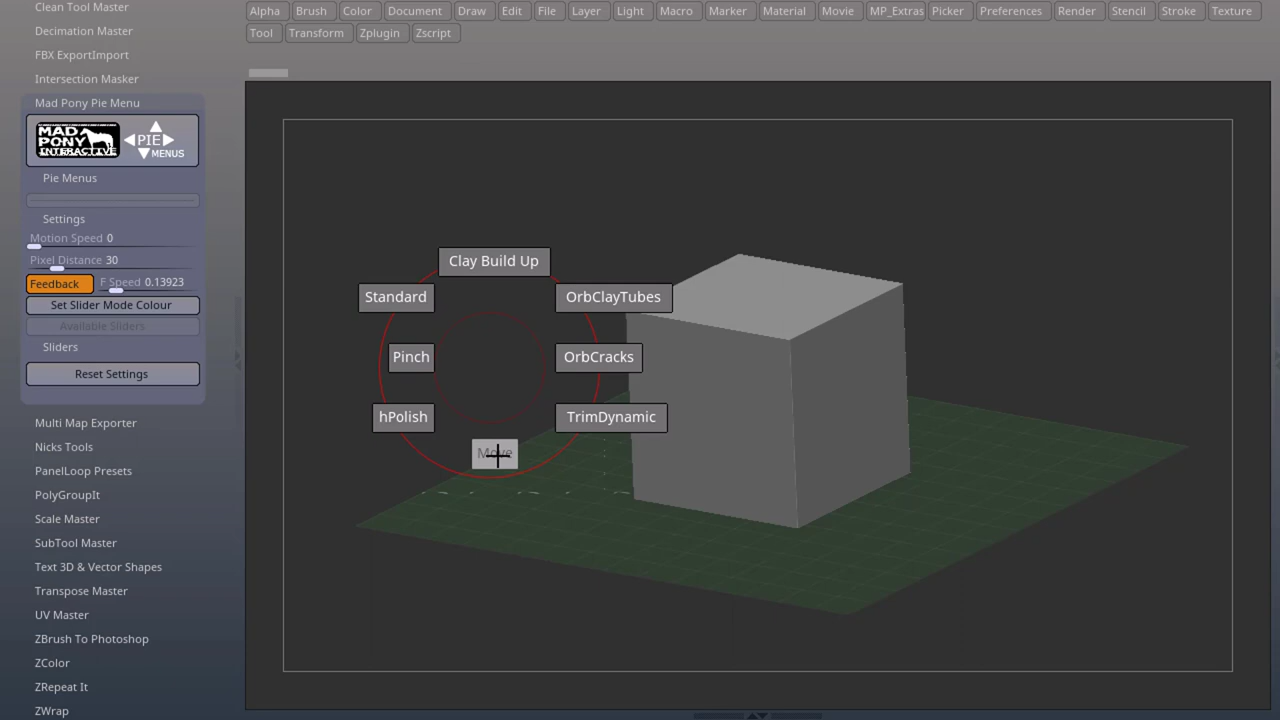 Clean Tool Master
Decimation Master
FBX ExportImport
Intersection Masker
Mad Pony Pie Menu
MAD
PONY
INTERACTIVE
PIE
MENUS
Pie Menus
Settings
Motion Speed 0
Pixel Distance 30
Feedback
F Speed 0.13923
Set Slider Mode Colour
Available Sliders
Sliders
Reset Settings
Multi Map Exporter
Nicks Tools
PanelLoop Presets
PolyGroupIt
Scale Master
SubTool Master
Text 3D & Vector Shapes
Transpose Master
UV Master
ZBrush To Photoshop
ZColor
ZRepeat It
ZWrap
Alpha Brush Color Document Draw Edit File Layer Light Macro Marker Material Movie MP_Extras Picker Preferences Render Stencil Stroke Texture
Tool Transform Zplugin Zscript
Clay Build Up
Standard
OrbClayTubes
Pinch
OrbCracks
hPolish
TrimDynamic
Move